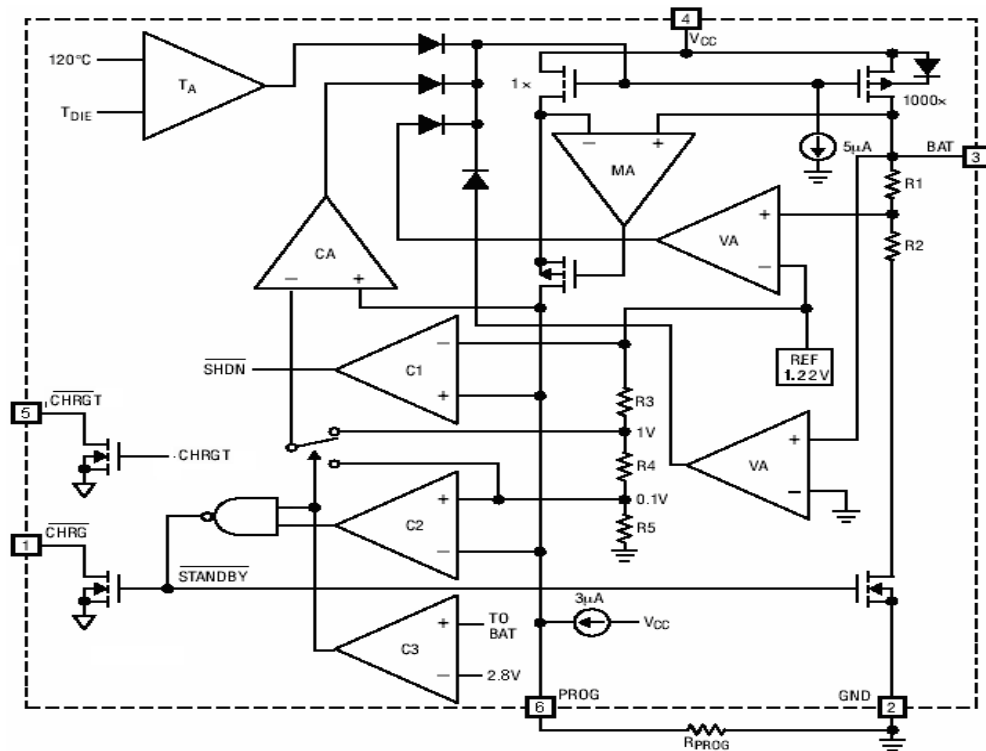 4
VCC
120°C
TA
TDIE
1×
1000×
− +
MA
5µA
BAT
3
R1
+
VA
−
R2
CA
− +
REF
1.22V
−
C1
+
SHDN
R3
1V
R4
0.1V
R5
5
CHRGT
CHRGT
+
VA
−
+
C2
−
1
CHRG
STANDBY
3µA
VCC
+
C3
−
TO
BAT
2.8V
PROG
6
GND
2
RPROG